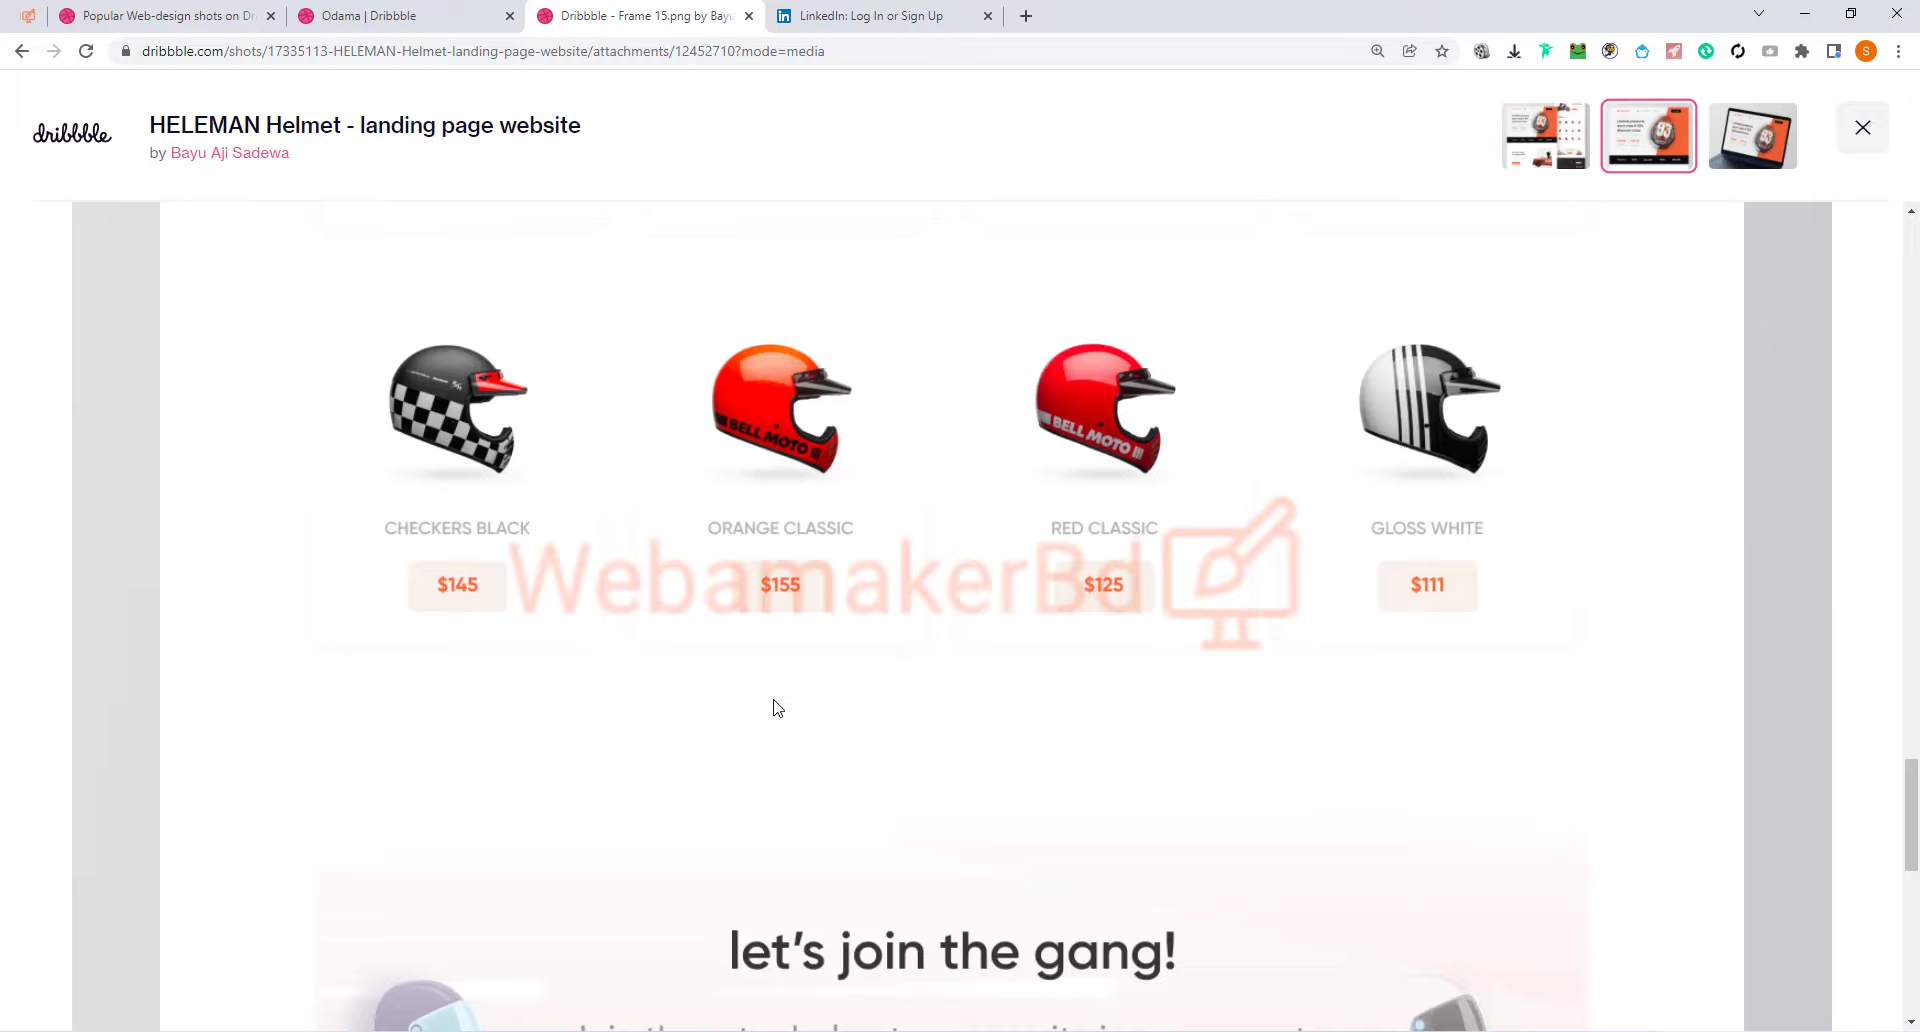 Popular Web-design shots on Dr
Odama | Dribbble
Dribbble - Frame 15.png by Bayu
LinkedIn: Log In or Sign Up
dribbble.com/shots/17335113-HELEMAN-Helmet-landing-page-website/attachments/12452710?mode=media
S
dribbble
HELEMAN Helmet - landing page website
by Bayu Aji Sadewa
93
93
93
BELL MOTO
BELL MOTO
CHECKERS BLACK
ORANGE CLASSIC
RED CLASSIC
GLOSS WHITE
$145
$155
$125
$111
WebamakerBd
let's join the gang!